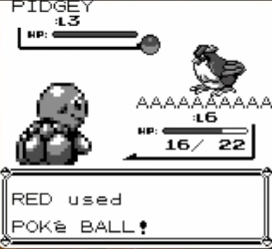 PIDGEY
:L3
HP:
AAAAAAAAAA
:L6
HP:
16/ 22
RED used
POKé BALL!